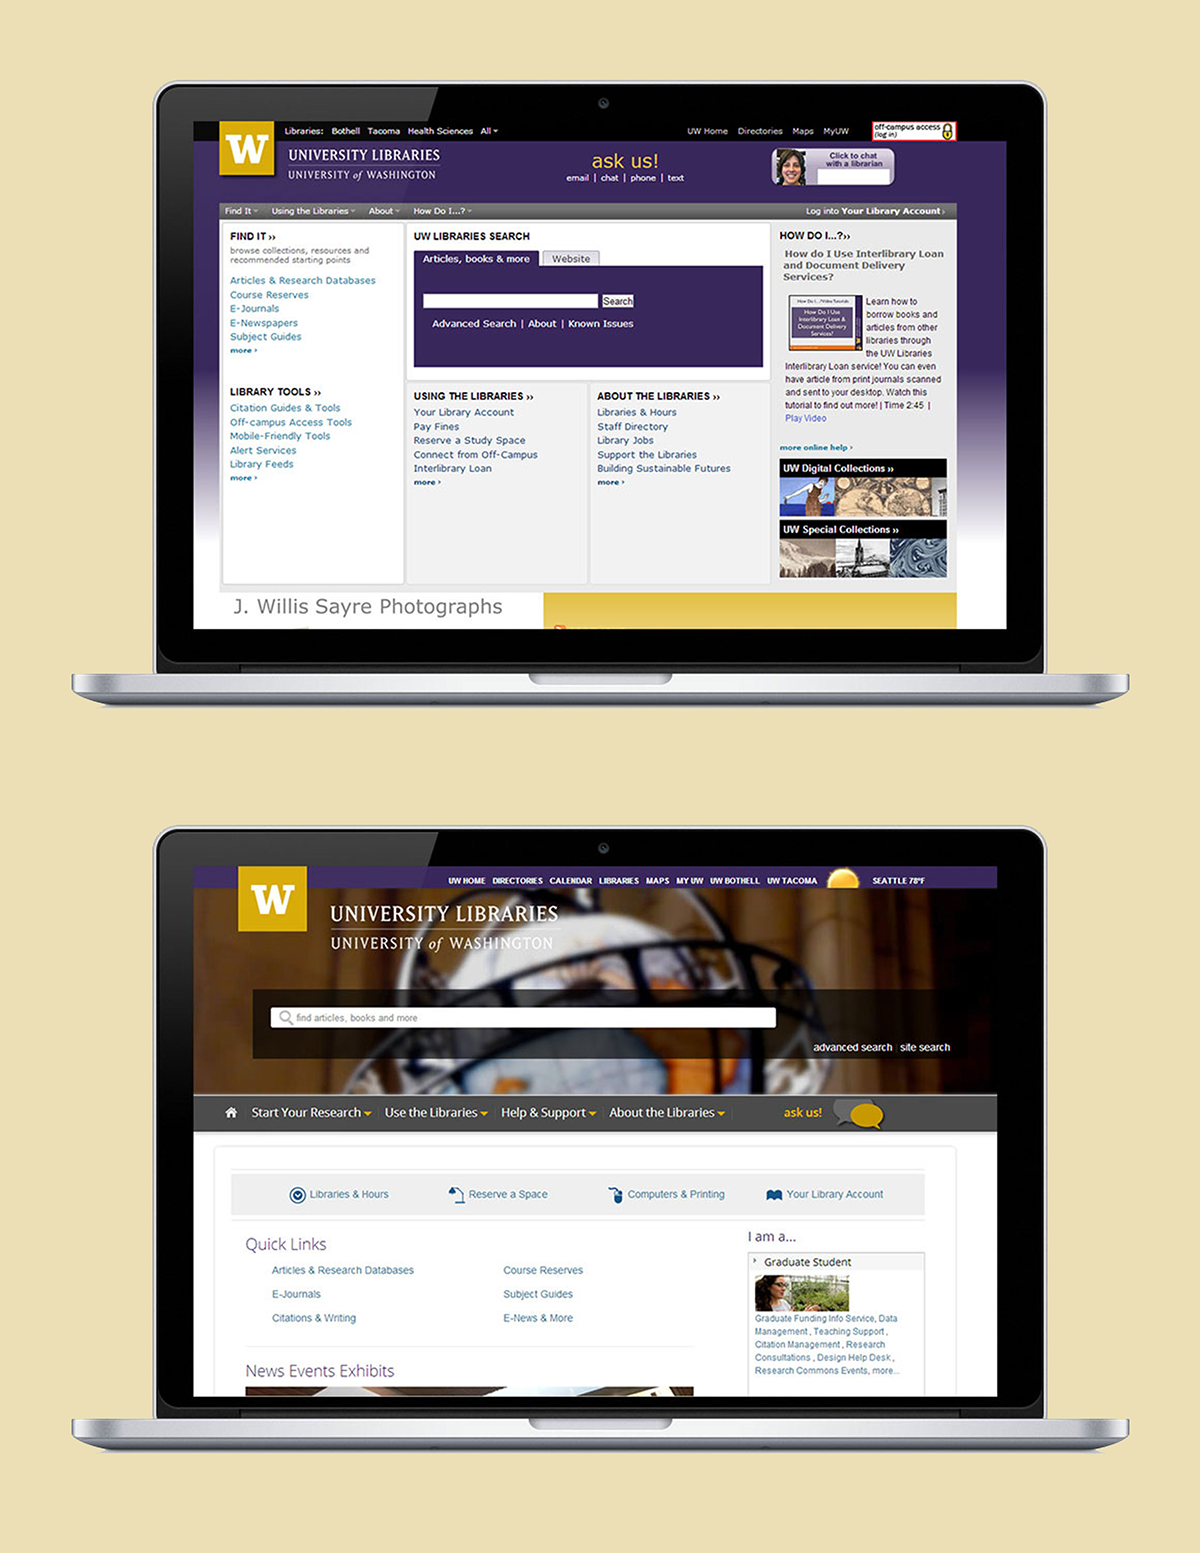 W
Libraries: Bothell Tacoma Health Sciences All
UW Home Directories Maps MyUW
off-campus access
(log in)
UNIVERSITY LIBRARIES
UNIVERSITY of WASHINGTON
ask us!
email | chat | phone | text
Click to chat
with a librarian
Find It Using the Libraries About How Do I...?
Log into Your Library Account ›
FIND IT ››
browse collections, resources and
recommended starting points
Articles & Research Databases
Course Reserves
E-Journals
E-Newspapers
Subject Guides
more ›
LIBRARY TOOLS ››
Citation Guides & Tools
Off-campus Access Tools
Mobile-Friendly Tools
Alert Services
Library Feeds
more ›
UW LIBRARIES SEARCH
Articles, books & more Website
Search
Advanced Search | About | Known Issues
USING THE LIBRARIES ››
Your Library Account
Pay Fines
Reserve a Study Space
Connect from Off-Campus
Interlibrary Loan
more ›
ABOUT THE LIBRARIES ››
Libraries & Hours
Staff Directory
Library Jobs
Support the Libraries
Building Sustainable Futures
more ›
HOW DO I...?››
How do I Use Interlibrary Loan
and Document Delivery
Services?
How Do I...? Video Tutorials
How Do I Use
Interlibrary Loan &
Document Delivery
Services?
Learn how to
borrow books and
articles from other
libraries through
the UW Libraries
Interlibrary Loan service! You can even
have article from print journals scanned
and sent to your desktop. Watch this
tutorial to find out more! | Time 2:45 |
Play Video
more online help ›
UW Digital Collections ››
UW Special Collections ››
J. Willis Sayre Photographs
W
UW HOME DIRECTORIES CALENDAR LIBRARIES MAPS MY UW UW BOTHELL UW TACOMA SEATTLE 78°F
UNIVERSITY LIBRARIES
UNIVERSITY of WASHINGTON
find articles, books and more
advanced search | site search
Start Your Research Use the Libraries Help & Support About the Libraries ask us!
Libraries & Hours Reserve a Space Computers & Printing Your Library Account
Quick Links
Articles & Research Databases
Course Reserves
E-Journals
Subject Guides
Citations & Writing
E-News & More
News Events Exhibits
I am a...
Graduate Student
Graduate Funding Info Service, Data
Management , Teaching Support ,
Citation Management , Research
Consultations , Design Help Desk ,
Research Commons Events, more...